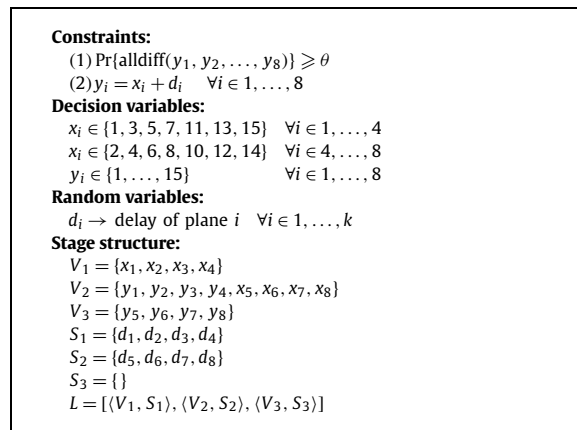 Constraints:
(1) Pr{alldiff(y₁, y₂, . . . , y₈)} ⩾ θ
(2) yᵢ = xᵢ + dᵢ ∀i ∈ 1, . . . , 8
Decision variables:
xᵢ ∈ {1, 3, 5, 7, 11, 13, 15} ∀i ∈ 1, . . . , 4
xᵢ ∈ {2, 4, 6, 8, 10, 12, 14} ∀i ∈ 4, . . . , 8
yᵢ ∈ {1, . . . , 15} ∀i ∈ 1, . . . , 8
Random variables:
dᵢ → delay of plane i ∀i ∈ 1, . . . , k
Stage structure:
V₁ = {x₁, x₂, x₃, x₄}
V₂ = {y₁, y₂, y₃, y₄, x₅, x₆, x₇, x₈}
V₃ = {y₅, y₆, y₇, y₈}
S₁ = {d₁, d₂, d₃, d₄}
S₂ = {d₅, d₆, d₇, d₈}
S₃ = {}
L = [⟨V₁, S₁⟩, ⟨V₂, S₂⟩, ⟨V₃, S₃⟩]